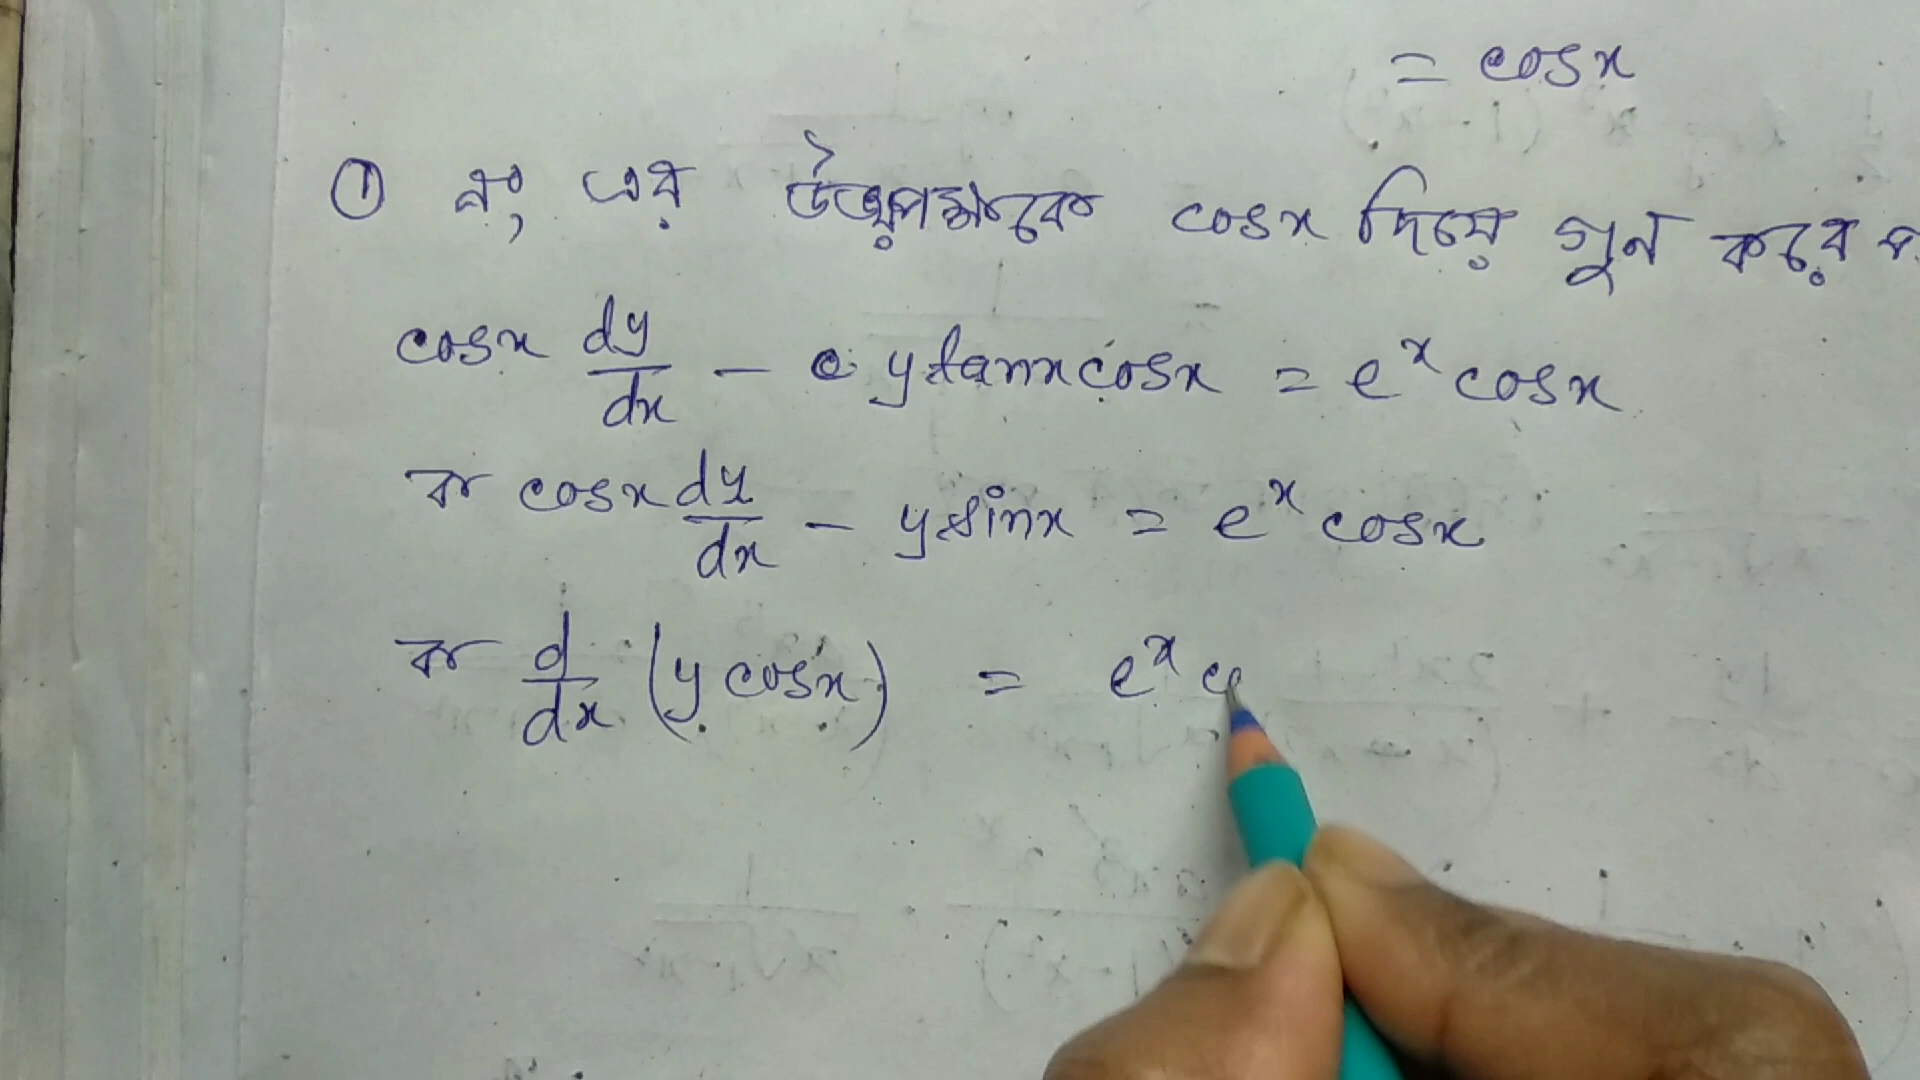 = cosx
① নং এর উভয়পক্ষকে cosx দিয়ে গুন করে
cosx dy/dx - y tanx cosx = e^x cosx
বা cosx dy/dx - y sinx = e^x cosx
বা d/dx (y cosx) = e^x c